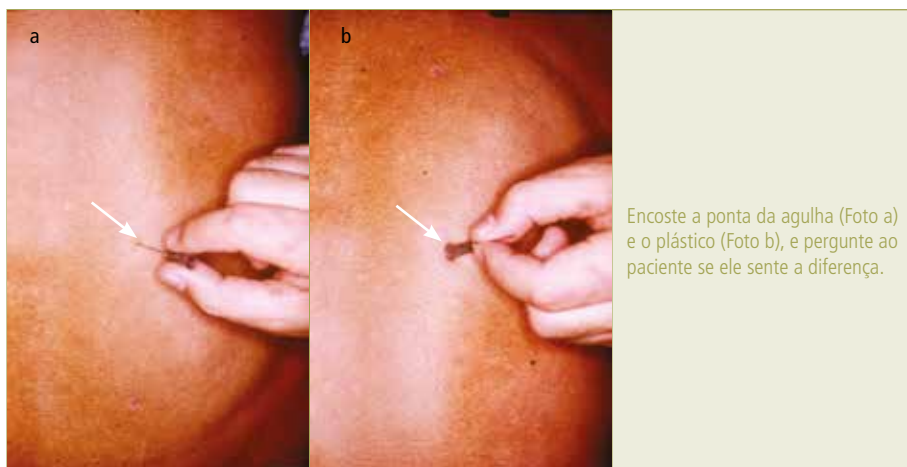 a
b
Encoste a ponta da agulha (Foto a)
e o plástico (Foto b), e pergunte ao
paciente se ele sente a diferença.